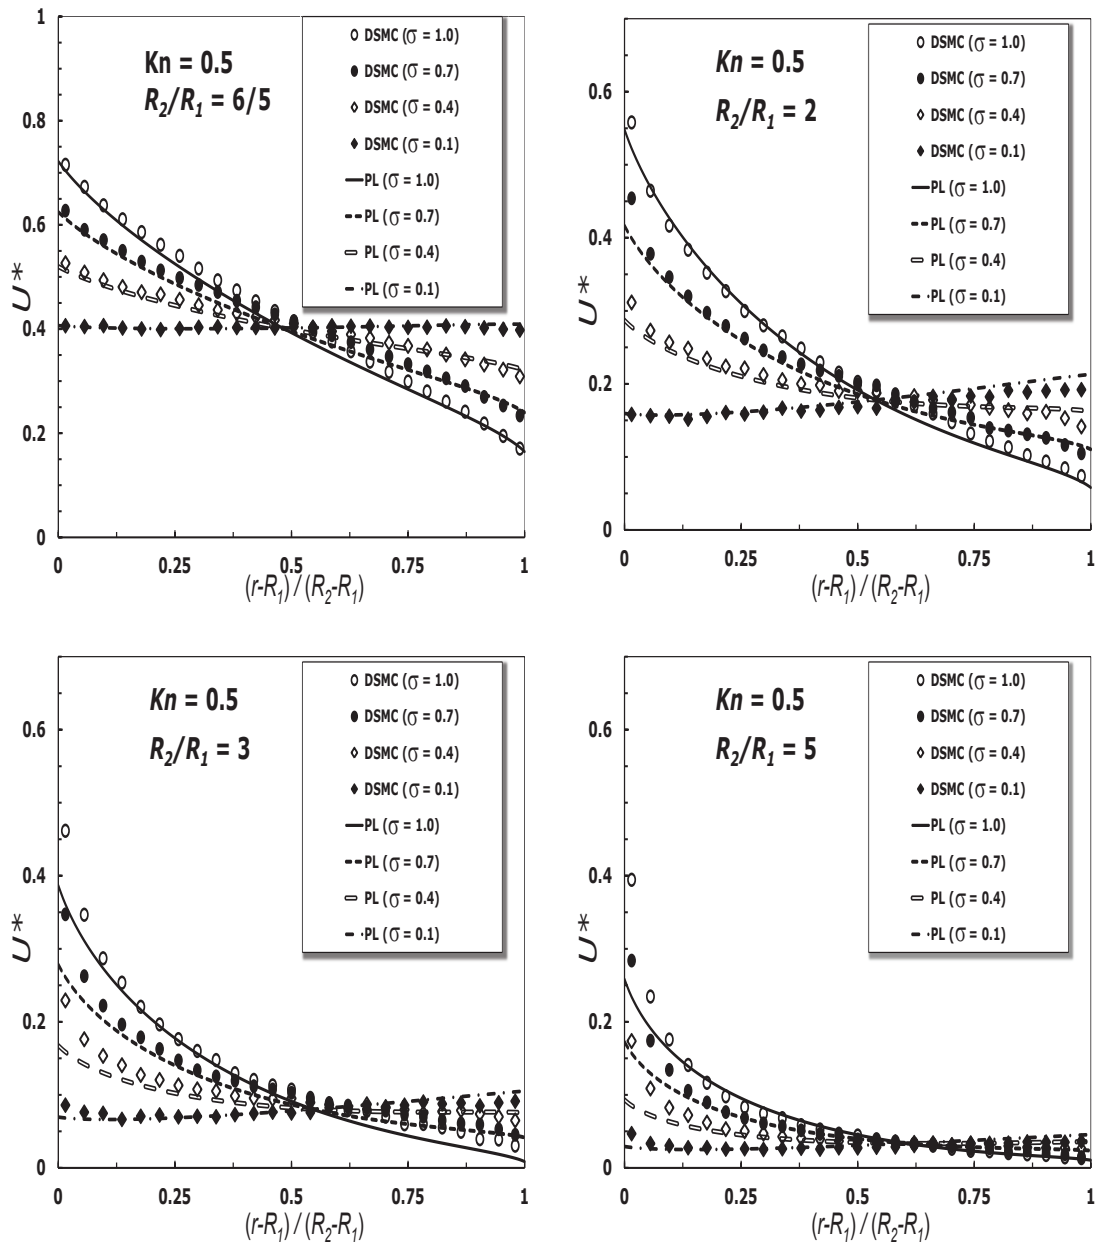 1
0.8
0.6
0.4
0.2
0
U*
Kn = 0.5
R2/R1 = 6/5
DSMC (σ = 1.0)
DSMC (σ = 0.7)
DSMC (σ = 0.4)
DSMC (σ = 0.1)
PL (σ = 1.0)
PL (σ = 0.7)
PL (σ = 0.4)
PL (σ = 0.1)
0 0.25 0.5 0.75 1
(r-R1) / (R2-R1)
0.6
0.4
0.2
0
U*
Kn = 0.5
R2/R1 = 2
DSMC (σ = 1.0)
DSMC (σ = 0.7)
DSMC (σ = 0.4)
DSMC (σ = 0.1)
PL (σ = 1.0)
PL (σ = 0.7)
PL (σ = 0.4)
PL (σ = 0.1)
0 0.25 0.5 0.75 1
(r-R1) / (R2-R1)
0.6
0.4
0.2
0
U*
Kn = 0.5
R2/R1 = 3
DSMC (σ = 1.0)
DSMC (σ = 0.7)
DSMC (σ = 0.4)
DSMC (σ = 0.1)
PL (σ = 1.0)
PL (σ = 0.7)
PL (σ = 0.4)
PL (σ = 0.1)
0 0.25 0.5 0.75 1
(r-R1) / (R2-R1)
0.6
0.4
0.2
0
U*
Kn = 0.5
R2/R1 = 5
DSMC (σ = 1.0)
DSMC (σ = 0.7)
DSMC (σ = 0.4)
DSMC (σ = 0.1)
PL (σ = 1.0)
PL (σ = 0.7)
PL (σ = 0.4)
PL (σ = 0.1)
0 0.25 0.5 0.75 1
(r-R1) / (R2-R1)